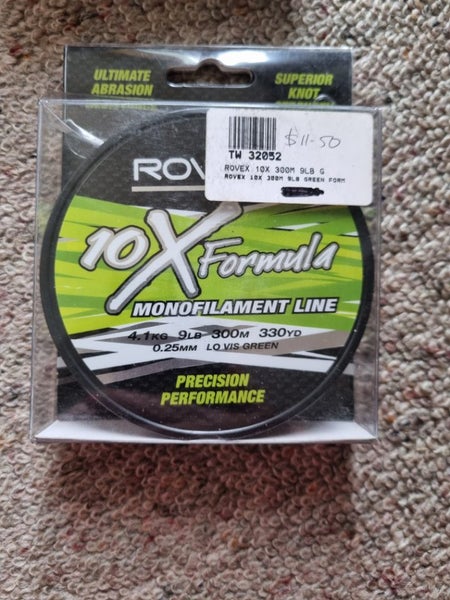 ULTIMATE
ABRASION
SUPERIOR
KNOT
$11-50
TW 32052
ROVEX 10X 300M 9LB G
ROVEX 10X 300M 9LB GREEN FORM
ROV
10X Formula
MONOFILAMENT LINE
4.1KG 9LB 300M 330YD
0.25MM LO VIS GREEN
PRECISION
PERFORMANCE